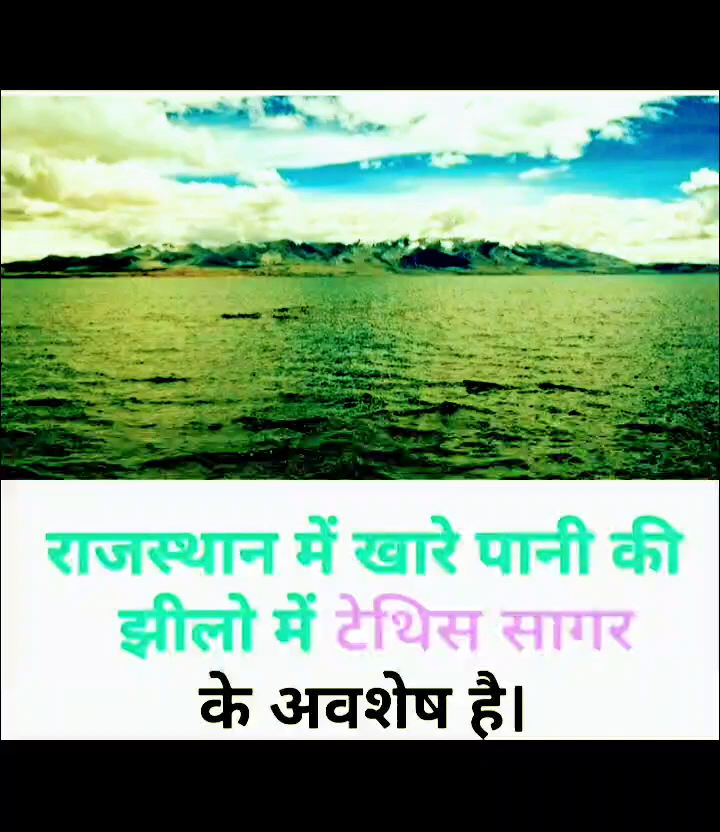 राजस्थान में खारे पानी की
झीलो में टेथिस सागर
के अवशेष है।